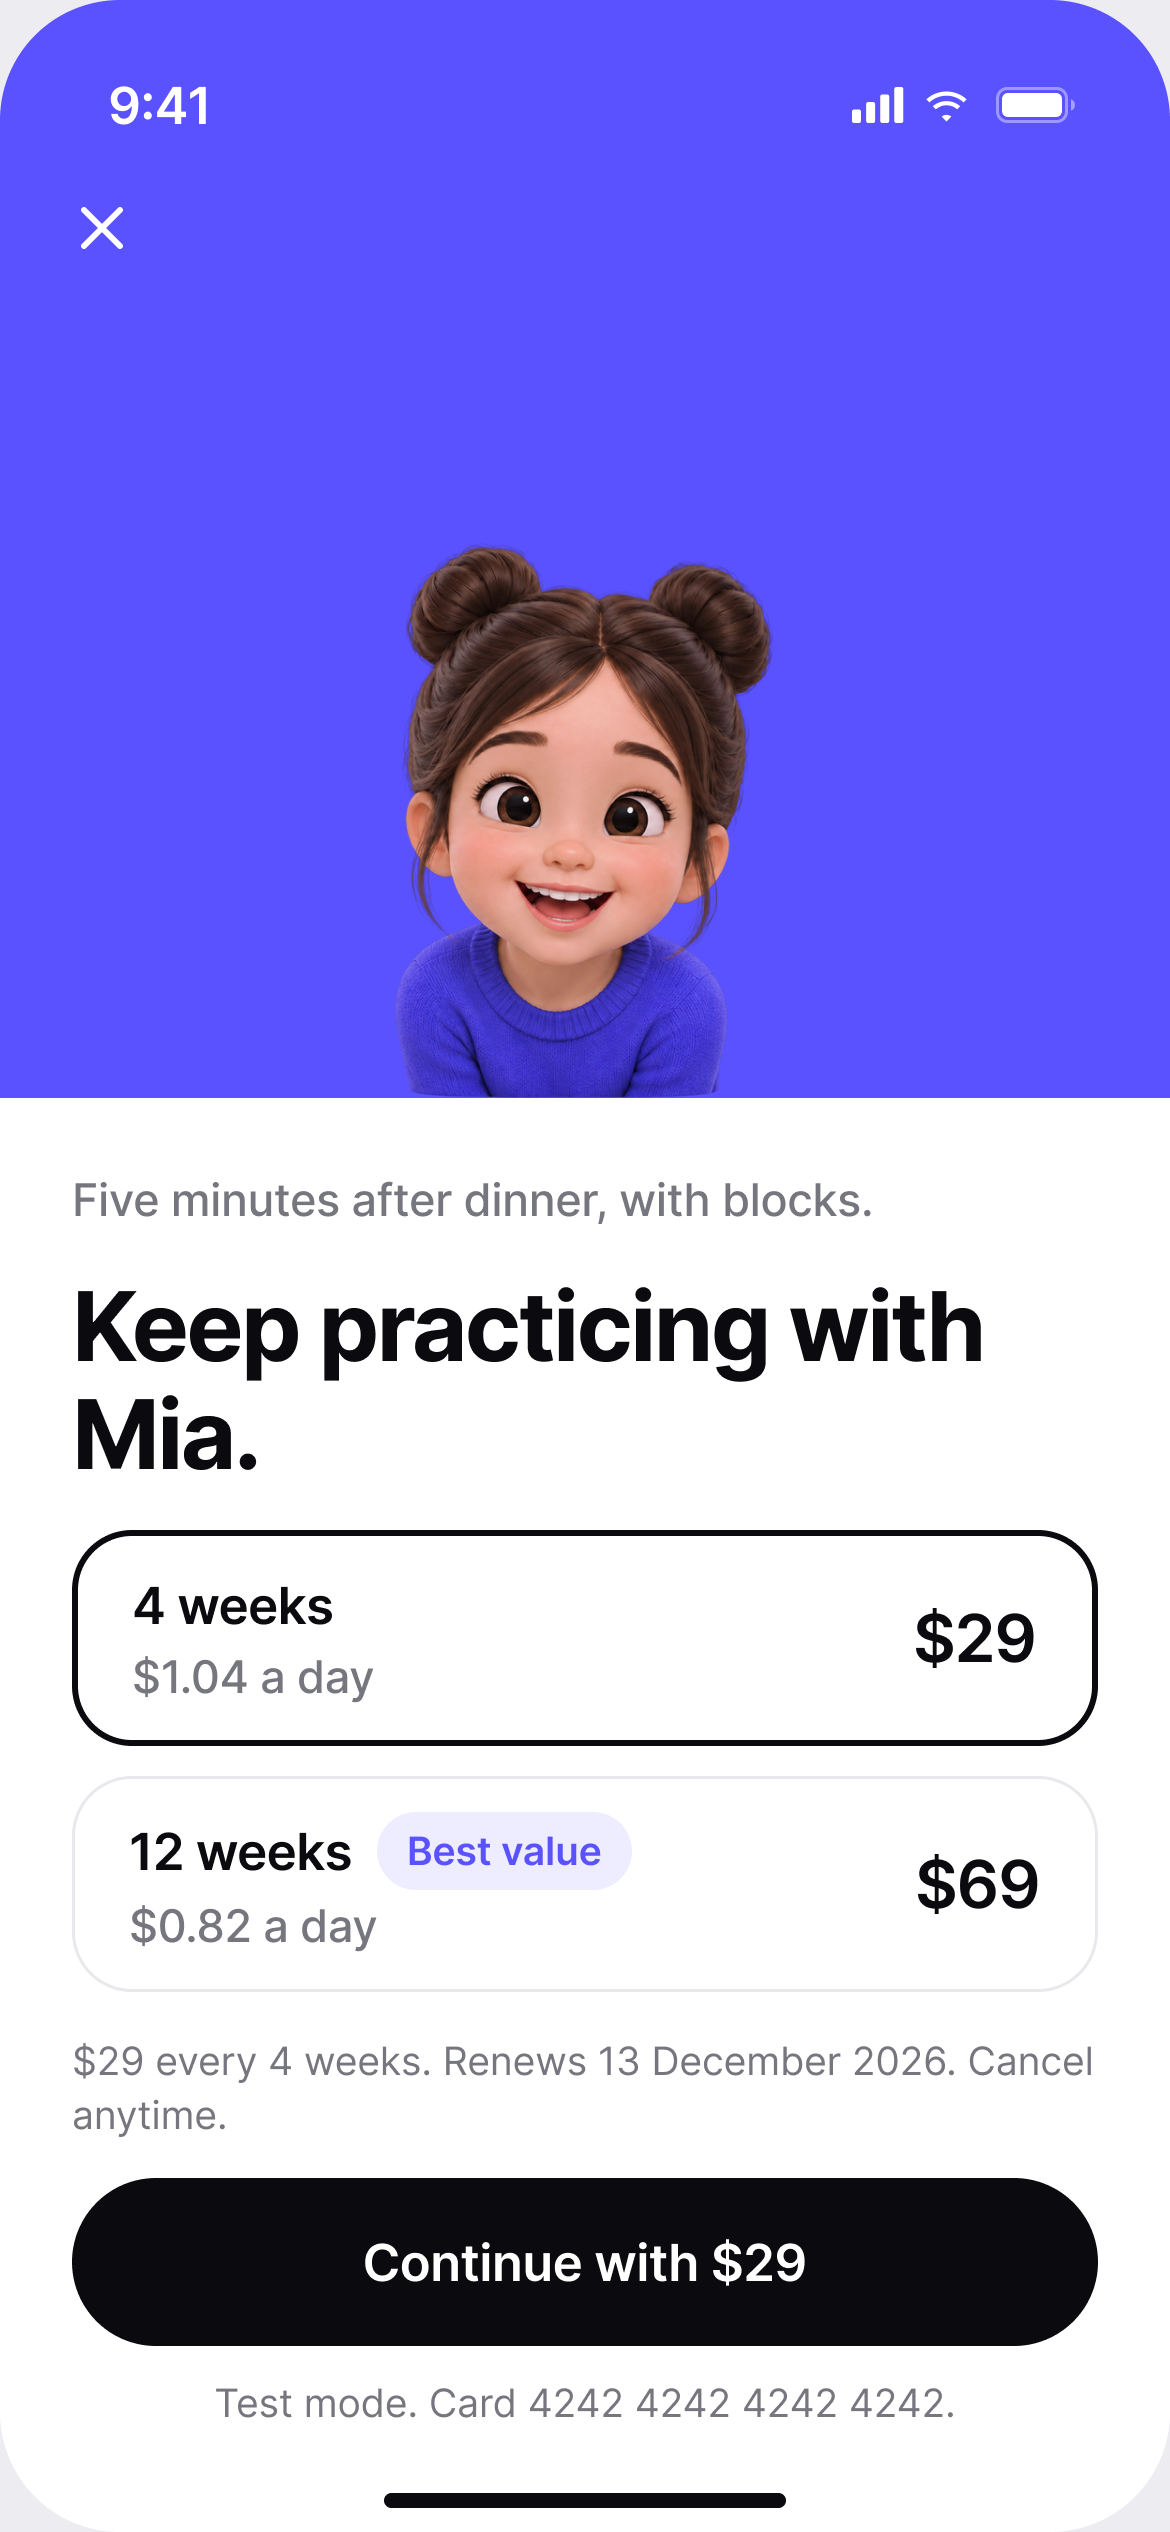 9:41
Five minutes after dinner, with blocks.
Keep practicing with
Mia.
4 weeks
$1.04 a day
$29
12 weeks
Best value
$0.82 a day
$69
$29 every 4 weeks. Renews 13 December 2026. Cancel
anytime.
Continue with $29
Test mode. Card 4242 4242 4242 4242.